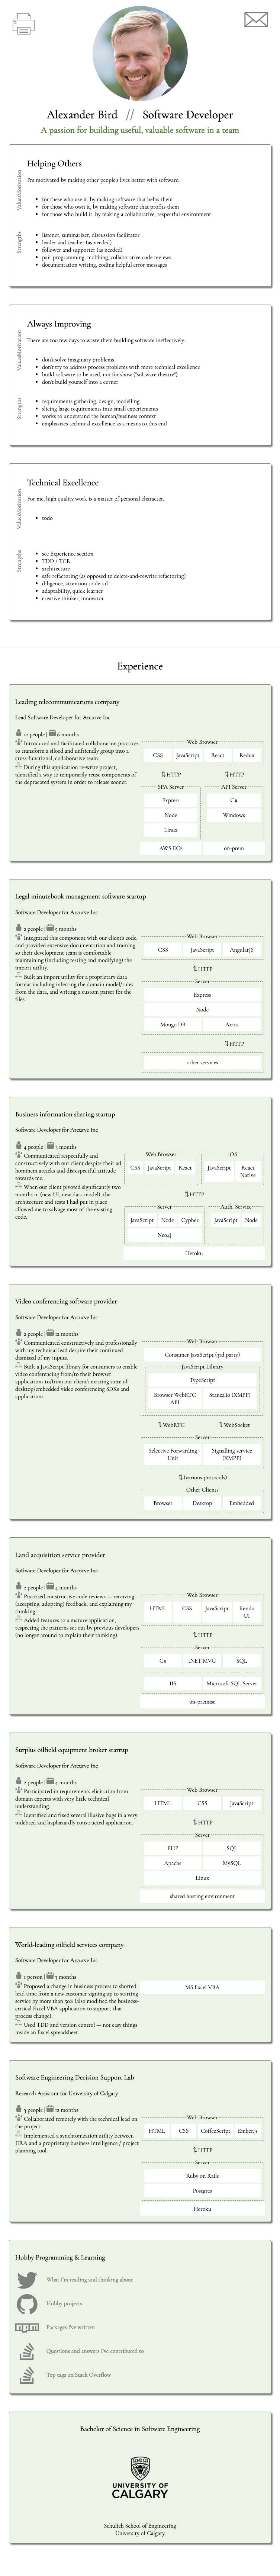 Alexander Bird // Software Developer
A passion for building useful, valuable software in a team
Helping Others
Values/Motivation
I'm motivated by making other people's lives better with software.
for those who use it, by making software that helps them
for those who own it, by making software that profits them
for those who build it, by making a collaborative, respectful environment
Strengths
listener, summarizer, discussion facilitator
leader and teacher (as needed)
follower and supporter (as needed)
pair programming, mobbing, collaborative code reviews
documentation writing, coding helpful error messages
Always Improving
Values/Motivation
There are too few days to waste them building software ineffectively.
don't solve imaginary problems
don't try to address process problems with more technical excellence
build software to be used, not for show ("software theatre")
don't build yourself into a corner
Strengths
requirements gathering, design, modelling
slicing large requirements into small experiements
works to understand the human/business context
emphasizes technical excellence as a means to this end
Technical Excellence
Values/Motivation
For me, high quality work is a matter of personal character.
todo
Strengths
see Experience section
TDD / TCR
architecture
safe refactoring (as opposed to delete-and-rewrite refactoring)
diligence, attention to detail
adaptability, quick learner
creative thinker, innovator
Experience
Leading telecommunications company
Lead Software Developer for Arcurve Inc
12 people | 6 months
Introduced and facilitated collaboration practices
to transform a siloed and unfriendly group into a
cross-functional, collaborative team.
During this application re-write project,
identified a way to temporarily reuse components of
the depracated system in order to release sooner.
Web Browser
CSS JavaScript React Redux
⇅ HTTP ⇅ HTTP
SPA Server API Server
Express C#
Node Windows
Linux
AWS EC2 on-prem
Legal minutebook management software startup
Software Developer for Arcurve Inc
2 people | 5 months
Integrated this component with our client's code,
and provided extensive documentation and training
so their development team is comfortable
maintaining (including testing and modifying) the
import utility.
Built an import utility for a proprietary data
format including inferring the domain model/rules
from the data, and writing a custom parser for the
files.
Web Browser
CSS JavaScript AngularJS
⇅ HTTP
Server
Express
Node
Mongo DB Axios
⇅ HTTP
other services
Business information sharing startup
Software Developer for Arcurve Inc
4 people | 3 months
Communicated respectfully and
constructively with our client despite their ad
hominem attacks and disrespectful attitude
towards me.
When our client pivoted significantly two
months in (new UI, new data model), the
architecture and tests I had put in place
allowed me to salvage most of the existing
code.
Web Browser iOS
CSS JavaScript React JavaScript React Native
⇅ HTTP
Server Auth. Service
JavaScript Node Cypher JavaScript Node
Neo4j
Heroku
Video conferencing software provider
Software Developer for Arcurve Inc
2 people | 12 months
Communicated constructively and professionally
with my technical lead despite their continued
dismissal of my inputs.
Built a JavaScript library for consumers to enable
video conferencing from/to their browser
applications to/from our client's existing suite of
desktop/embedded video conferencing SDKs and
applications.
Web Browser
Consumer JavaScript (3rd party)
JavaScript Library
TypeScript
Browser WebRTC API Stanza.io (XMPP)
⇅ WebRTC ⇅ WebSocket
Server
Selective Forwarding Unit Signalling service (XMPP)
⇅ (various protocols)
Other Clients
Browser Desktop Embedded
Land acquisition service provider
Software Developer for Arcurve Inc
2 people | 4 months
Practised constructive code reviews — receiving
(accepting, adopting) feedback, and explaining my
thinking.
Added features to a mature application,
respecting the patterns set out by previous developers
(no longer around to explain their thinking).
Web Browser
HTML CSS JavaScript Kendo UI
⇅ HTTP
Server
C# .NET MVC SQL
IIS Microsoft SQL Server
on-premise
Surplus oilfield equipment broker startup
Software Developer for Arcurve Inc
2 people | 4 months
Participated in requirements elicitation from
domain experts with very little technical
understanding.
Identified and fixed several illusive bugs in a very
indebted and haphazardly constructed application.
Web Browser
HTML CSS JavaScript
⇅ HTTP
Server
PHP SQL
Apache MySQL
Linux
shared hosting environment
World-leading oilfield services company
Software Developer for Arcurve Inc
1 person | 5 months
Proposed a change in business process to shorted
lead time from a new customer signing up to starting
service by more than 50% (also modified the business-
critical Excel VBA application to support that
process change).
Used TDD and version control — not easy things
inside an Excel spreadsheet.
MS Excel VBA
Software Engineering Decision Support Lab
Research Assistant for University of Calgary
3 people | 12 months
Collaborated remotely with the technical lead on
the project.
Implemented a synchronization utility between
JIRA and a proprietary business intelligence / project
planning tool.
Web Browser
HTML CSS CoffeeScript Ember.js
⇅ HTTP
Server
Ruby on Rails
Postgres
Heroku
Hobby Programming & Learning
What I'm reading and thinking about
Hobby projects
npm Packages I've written
Questions and answers I've contributed to
Top tags on Stack Overflow
Bachelor of Science in Software Engineering
UNIVERSITY OF
CALGARY
Schulich School of Engineering
University of Calgary